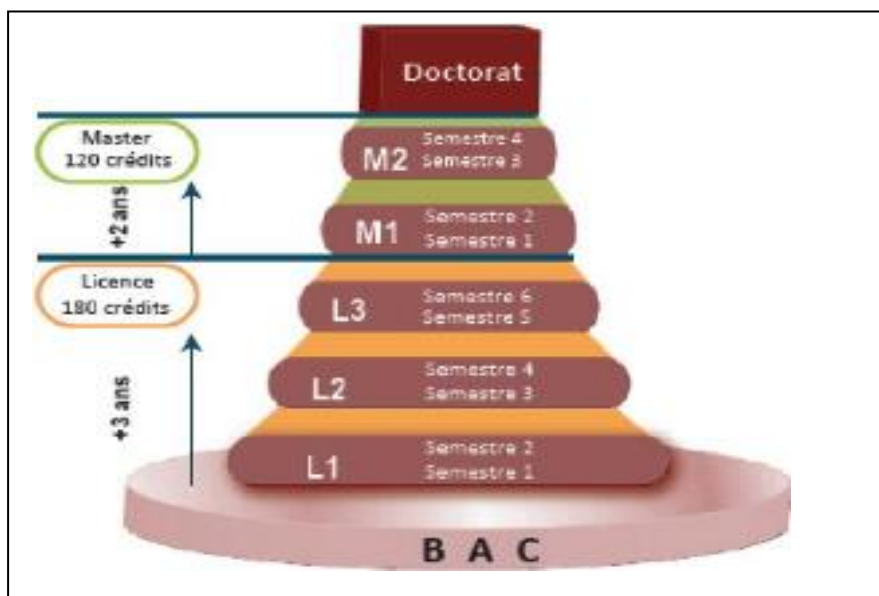 Doctorat
Master
120 crédits
+2 ans
M2
Semestre 4
Semestre 3
M1
Semestre 2
Semestre 1
Licence
180 crédits
+3 ans
L3
Semestre 6
Semestre 5
L2
Semestre 4
Semestre 3
L1
Semestre 2
Semestre 1
B A C